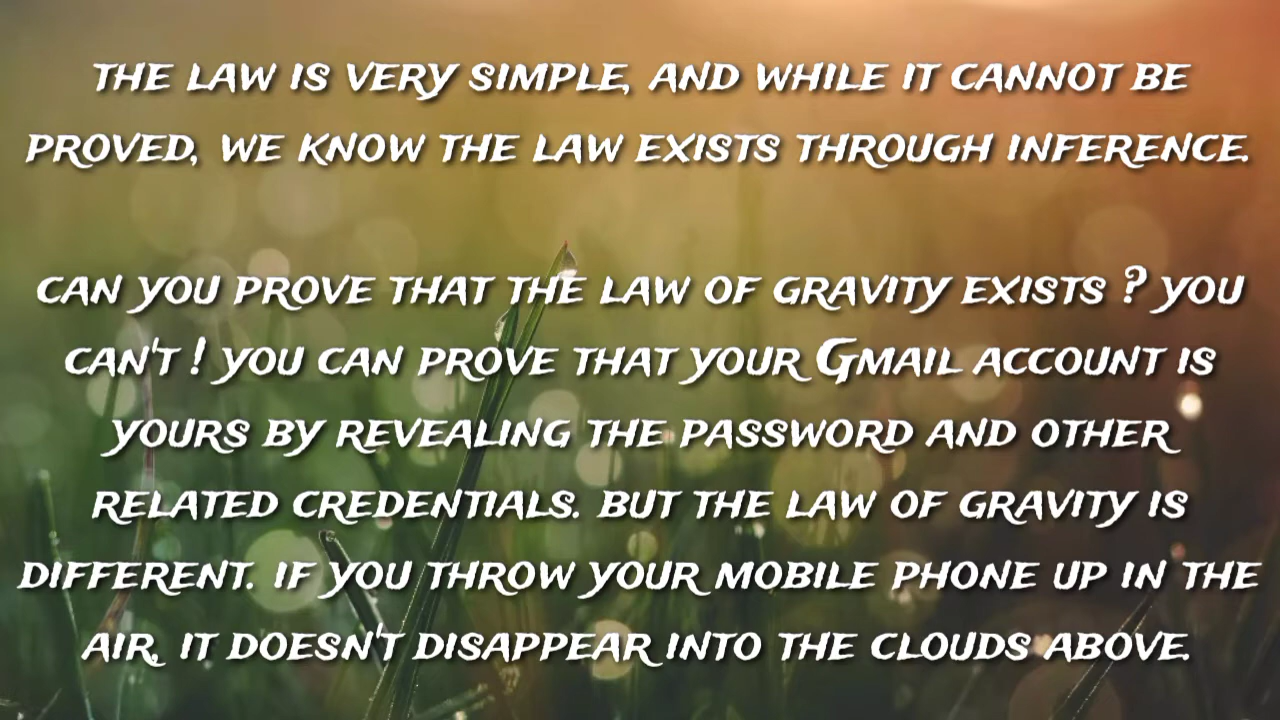 THE LAW IS VERY SIMPLE, AND WHILE IT CANNOT BE
PROVED, WE KNOW THE LAW EXISTS THROUGH INFERENCE.
CAN YOU PROVE THAT THE LAW OF GRAVITY EXISTS ? YOU
CAN'T ! YOU CAN PROVE THAT YOUR GMAIL ACCOUNT IS
YOURS BY REVEALING THE PASSWORD AND OTHER
RELATED CREDENTIALS. BUT THE LAW OF GRAVITY IS
DIFFERENT. IF YOU THROW YOUR MOBILE PHONE UP IN THE
AIR, IT DOESN'T DISAPPEAR INTO THE CLOUDS ABOVE.